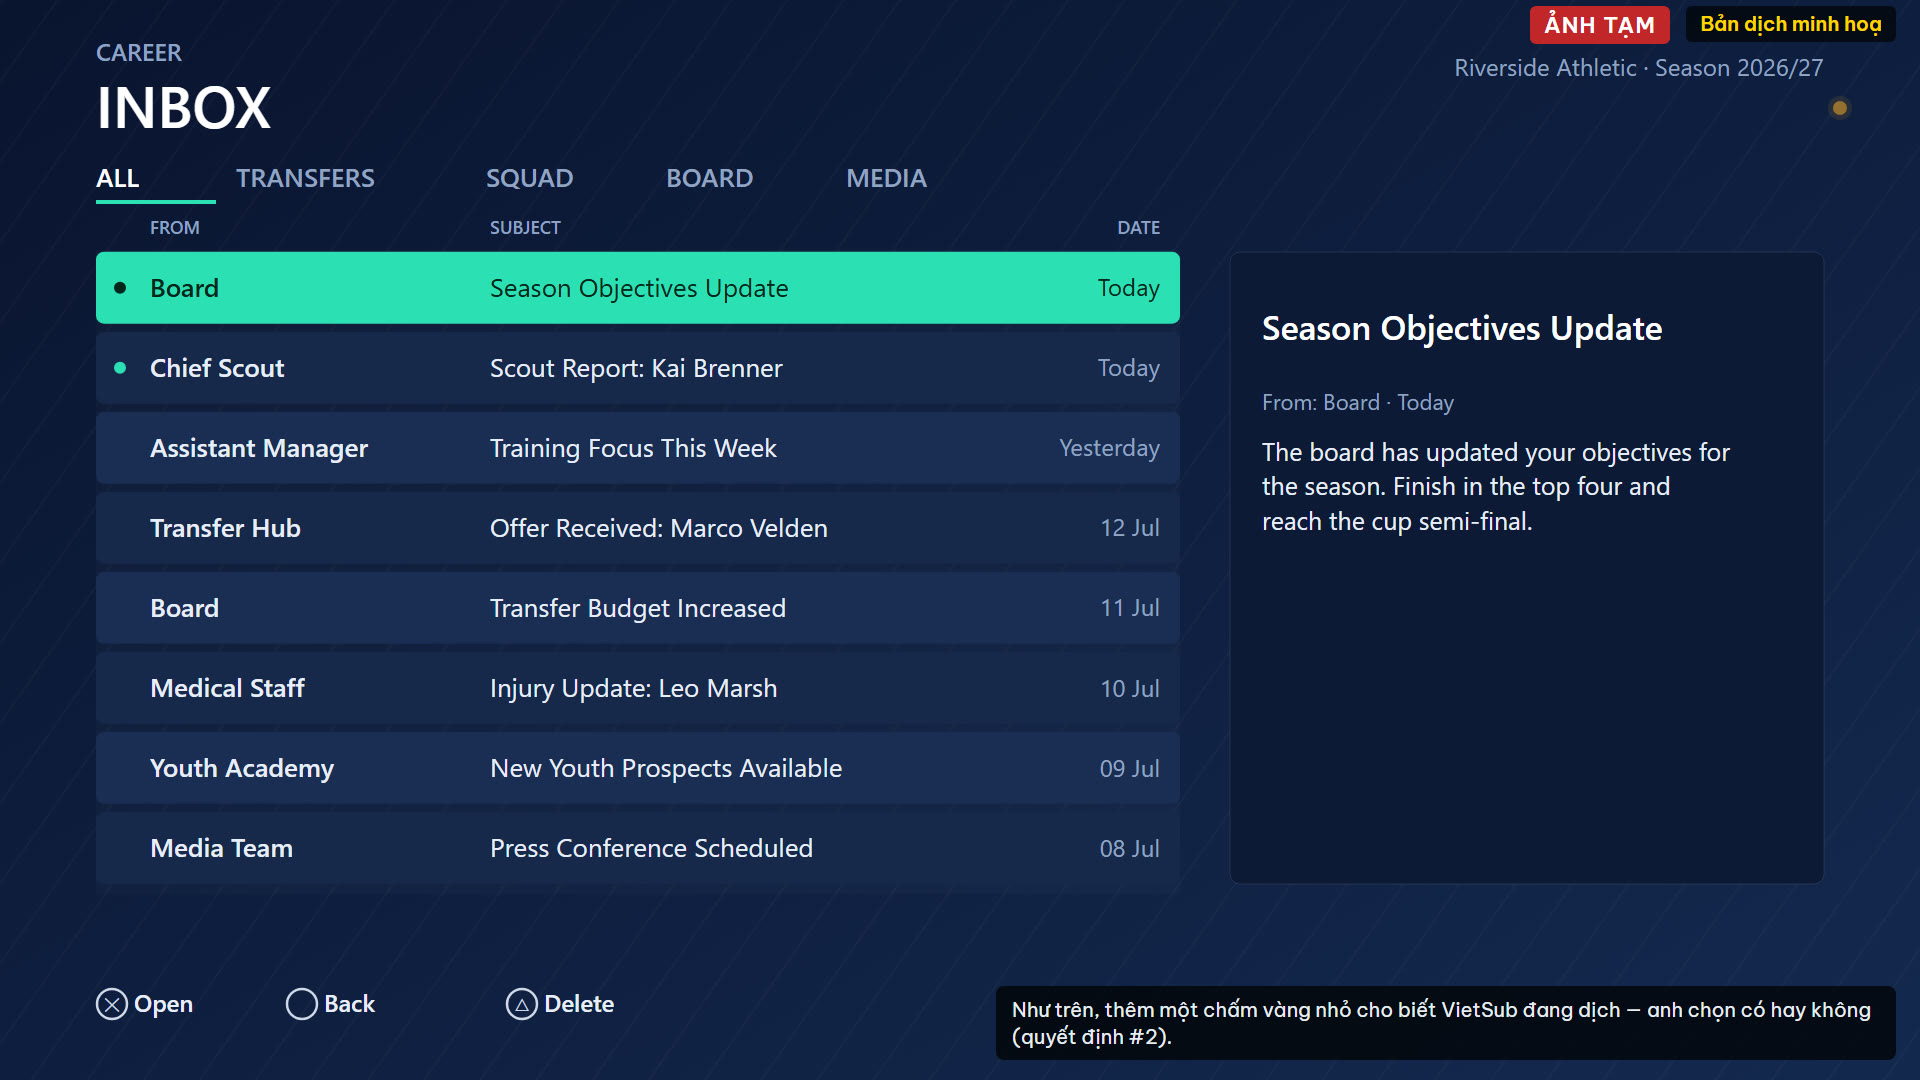 ẢNH TẠM
Bản dịch minh hoạ
CAREER
Riverside Athletic · Season 2026/27
INBOX
ALL TRANSFERS SQUAD BOARD MEDIA
FROM SUBJECT DATE
Board Season Objectives Update Today
Chief Scout Scout Report: Kai Brenner Today
Assistant Manager Training Focus This Week Yesterday
Transfer Hub Offer Received: Marco Velden 12 Jul
Board Transfer Budget Increased 11 Jul
Medical Staff Injury Update: Leo Marsh 10 Jul
Youth Academy New Youth Prospects Available 09 Jul
Media Team Press Conference Scheduled 08 Jul
Season Objectives Update
From: Board · Today
The board has updated your objectives for
the season. Finish in the top four and
reach the cup semi-final.
Open Back Delete
Như trên, thêm một chấm vàng nhỏ cho biết VietSub đang dịch — anh chọn có hay không
(quyết định #2).